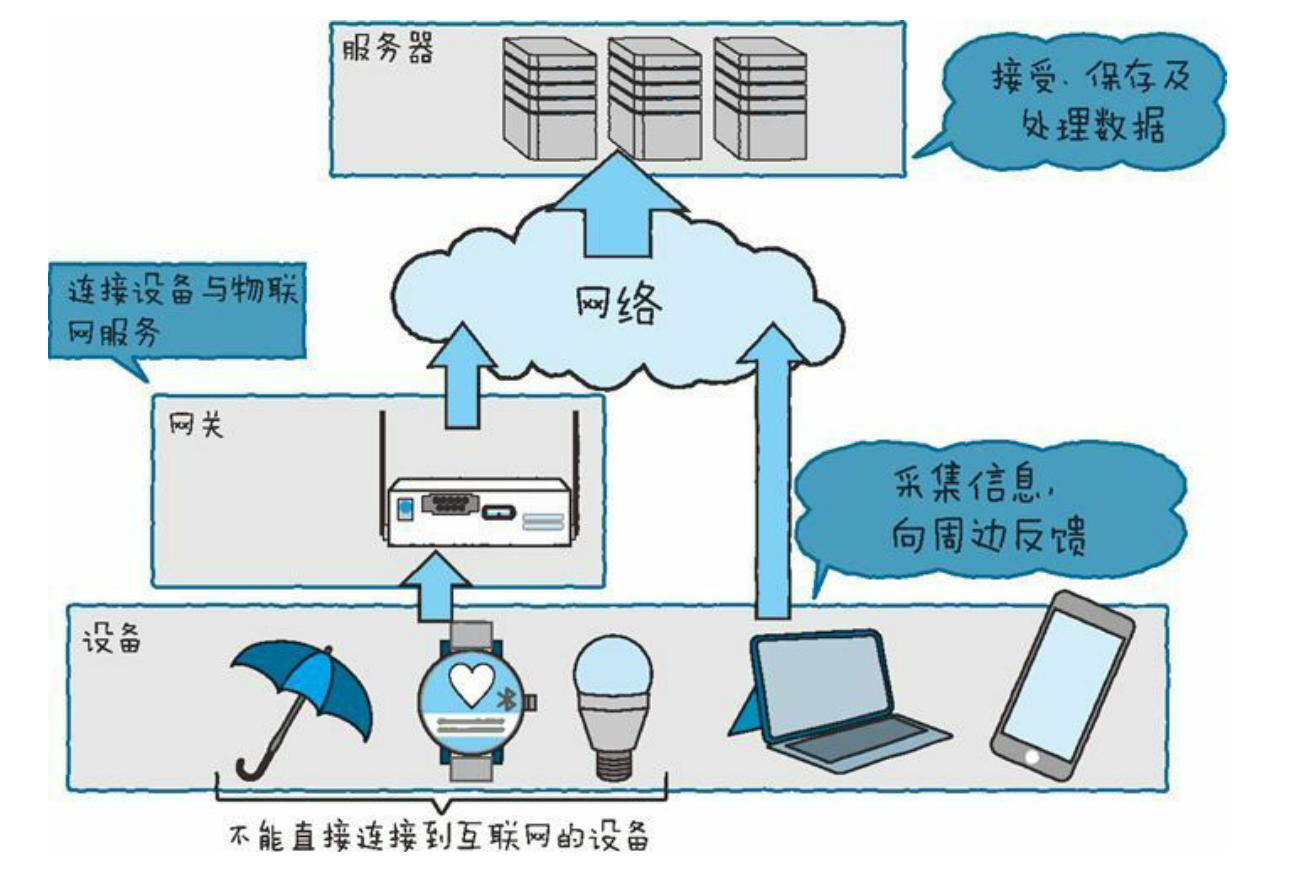 服务器
接受、保存及
处理数据
网络
连接设备与物联
网服务
网关
采集信息,
向周边反馈
设备
不能直接连接到互联网的设备